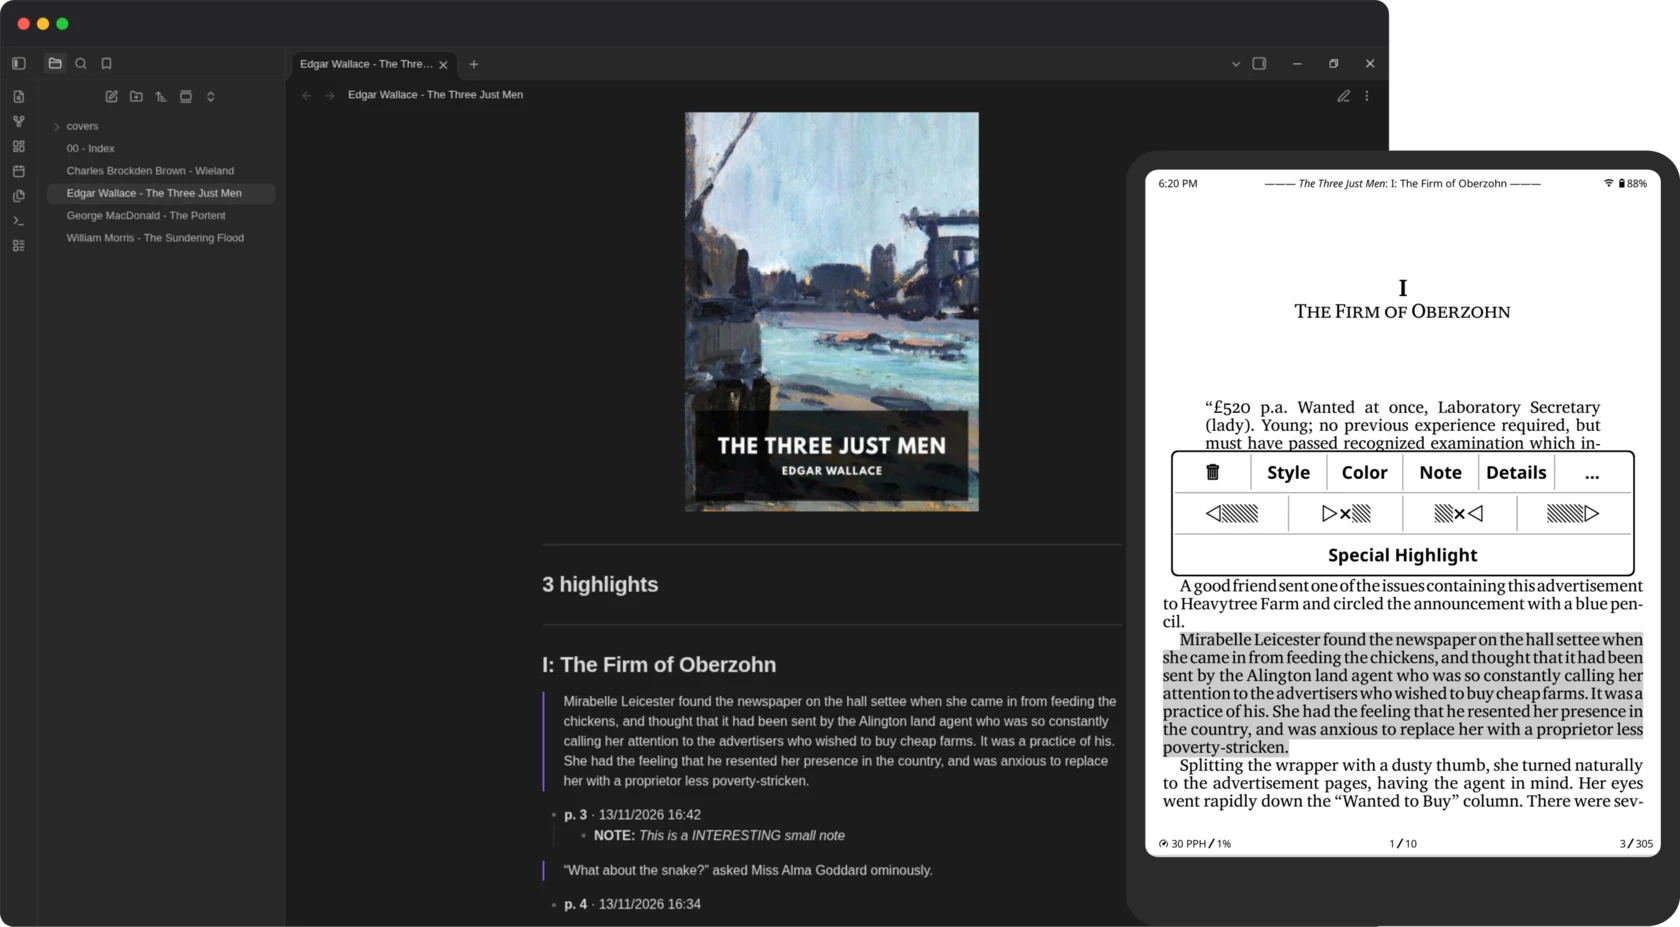 Edgar Wallace - The Thre...
Edgar Wallace - The Three Just Men
covers
00 - Index
Charles Brockden Brown - Wieland
Edgar Wallace - The Three Just Men
George MacDonald - The Portent
William Morris - The Sundering Flood
THE THREE JUST MEN
EDGAR WALLACE
3 highlights
I: The Firm of Oberzohn
Mirabelle Leicester found the newspaper on the hall settee when she came in from feeding the
chickens, and thought that it had been sent by the Alington land agent who was so constantly
calling her attention to the advertisers who wished to buy cheap farms. It was a practice of his.
She had the feeling that he resented her presence in the country, and was anxious to replace
her with a proprietor less poverty-stricken.
p. 3 · 13/11/2026 16:42
NOTE: This is a INTERESTING small note
“What about the snake?” asked Miss Alma Goddard ominously.
p. 4 · 13/11/2026 16:34
6:20 PM
——— The Three Just Men: I: The Firm of Oberzohn ———
88%
I
THE FIRM OF OBERZOHN
“£520 p.a. Wanted at once, Laboratory Secretary
(lady). Young; no previous experience required, but
must have passed recognized examination which in-
Style Color Note Details ...
Special Highlight
A good friend sent one of the issues containing this advertisement
to Heavytree Farm and circled the announcement with a blue pen-
cil.
Mirabelle Leicester found the newspaper on the hall settee when
she came in from feeding the chickens, and thought that it had been
sent by the Alington land agent who was so constantly calling her
attention to the advertisers who wished to buy cheap farms. It was a
practice of his. She had the feeling that he resented her presence in
the country, and was anxious to replace her with a proprietor less
poverty-stricken.
Splitting the wrapper with a dusty thumb, she turned naturally
to the advertisement pages, having the agent in mind. Her eyes
went rapidly down the “Wanted to Buy” column. There were sev-
30 PPH / 1%
1 / 10
3 / 305